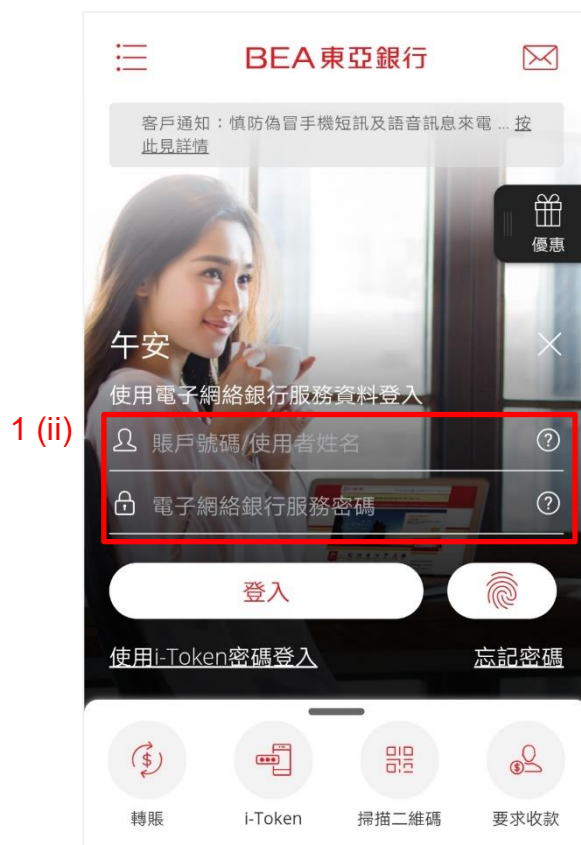 BEA東亞銀行
客戶通知：慎防偽冒手機短訊及語音訊息來電 ... 按
此見詳情
優惠
午安
使用電子網絡銀行服務資料登入
1 (ii)
賬戶號碼/使用者姓名
電子網絡銀行服務密碼
登入
使用i-Token密碼登入
忘記密碼
轉賬
i-Token
掃描二維碼
要求收款